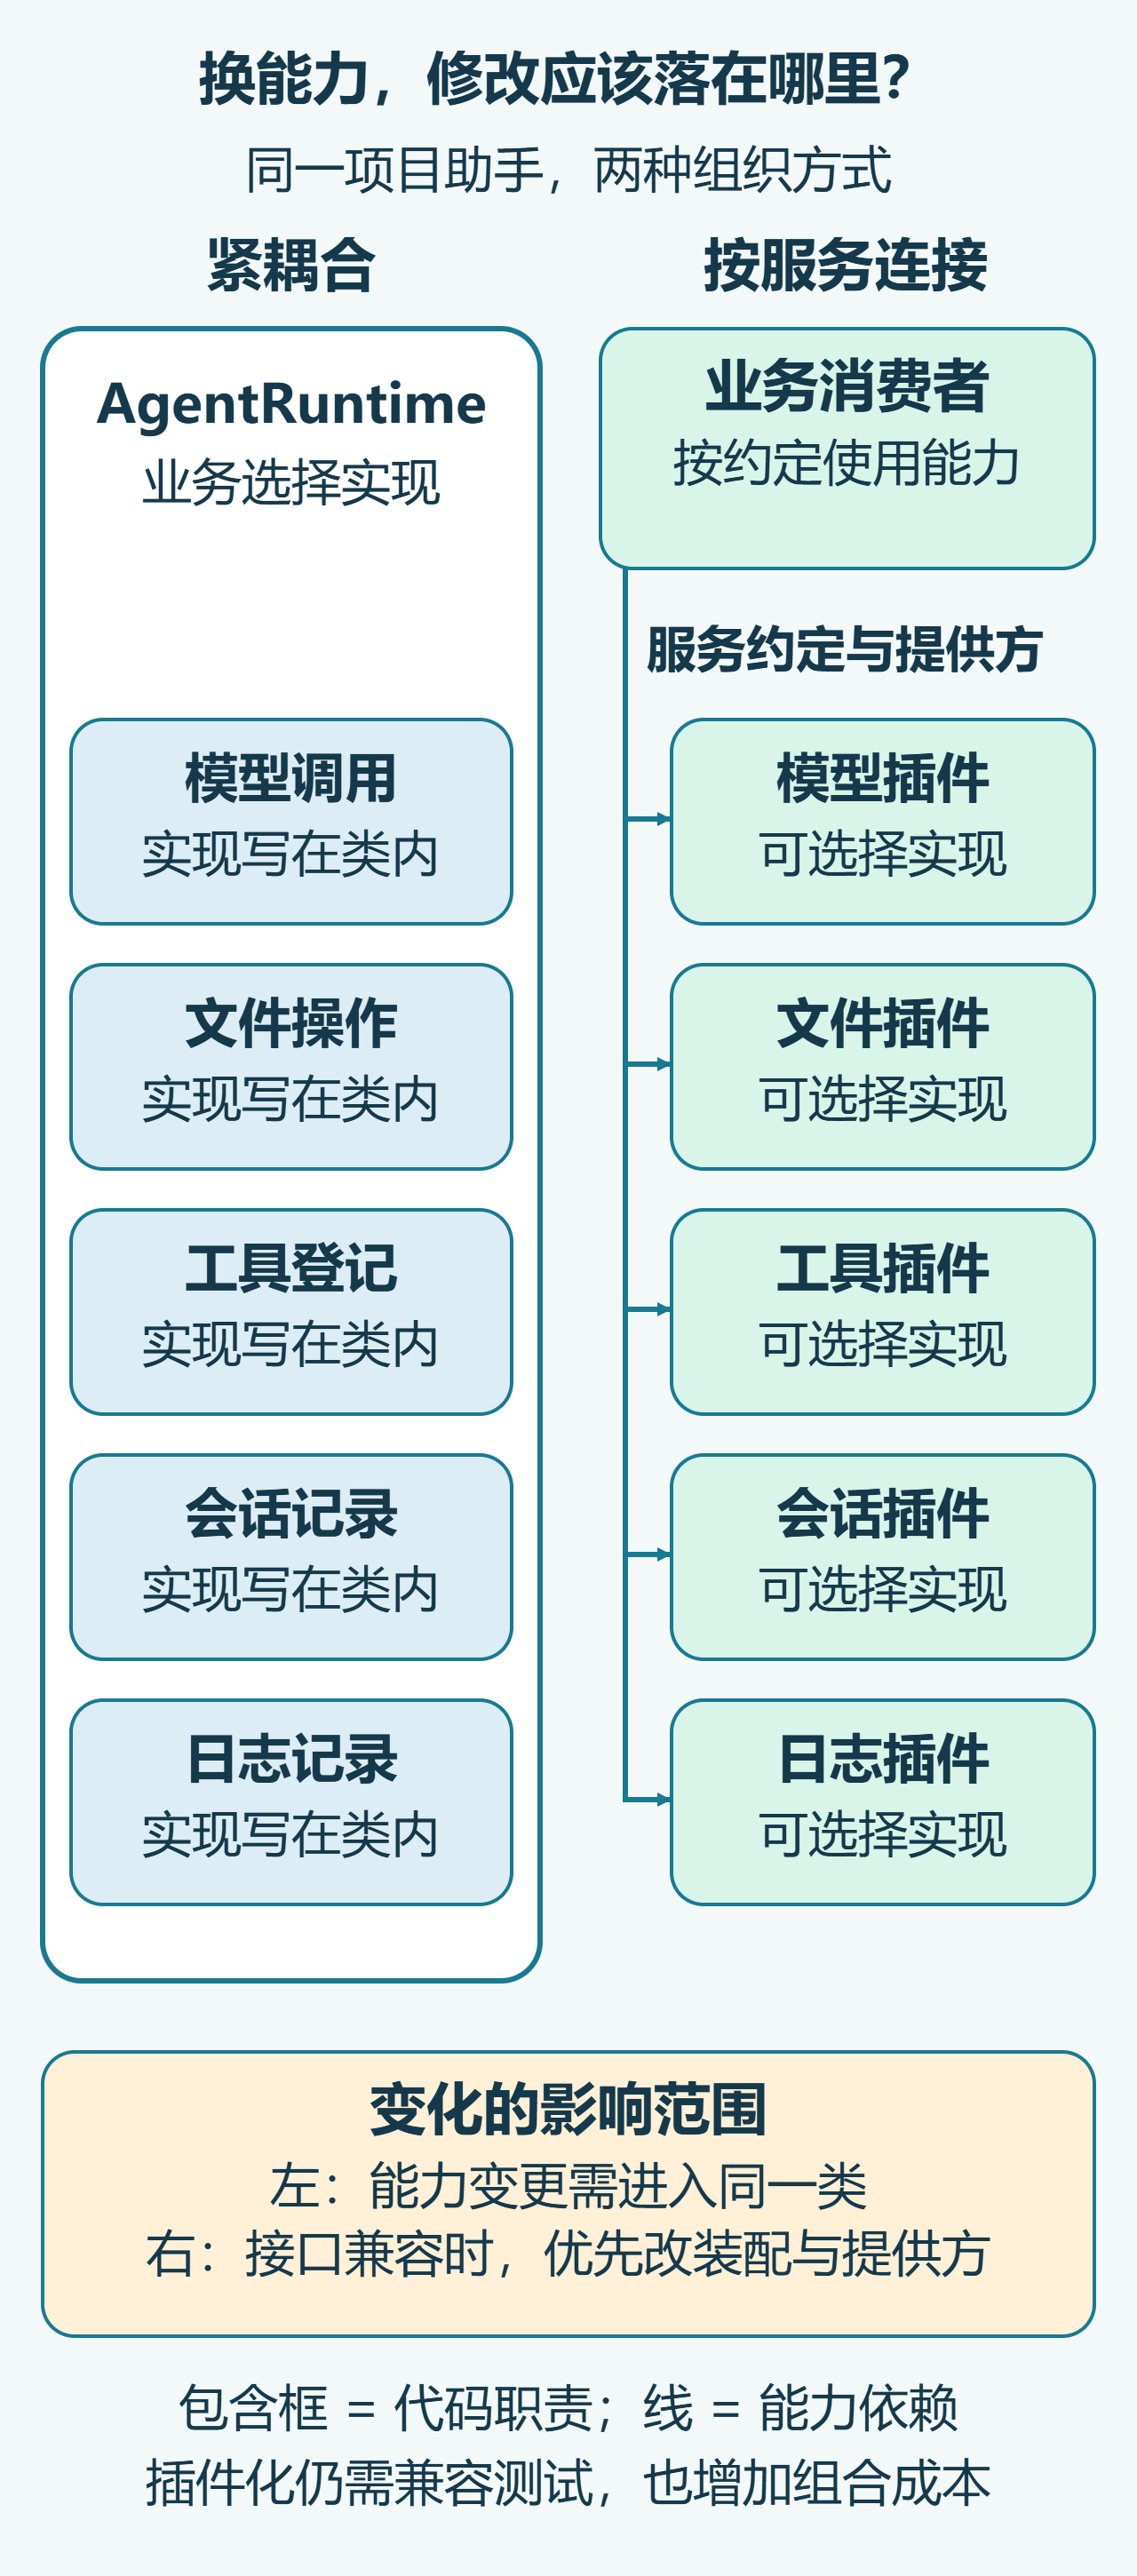 换能力，修改应该落在哪里？
同一项目助手，两种组织方式
紧耦合
AgentRuntime
业务选择实现
模型调用
实现写在类内
文件操作
实现写在类内
工具登记
实现写在类内
会话记录
实现写在类内
日志记录
实现写在类内
按服务连接
业务消费者
按约定使用能力
服务约定与提供方
模型插件
可选择实现
文件插件
可选择实现
工具插件
可选择实现
会话插件
可选择实现
日志插件
可选择实现
变化的影响范围
左：能力变更需进入同一类
右：接口兼容时，优先改装配与提供方
包含框 = 代码职责；线 = 能力依赖
插件化仍需兼容测试，也增加组合成本